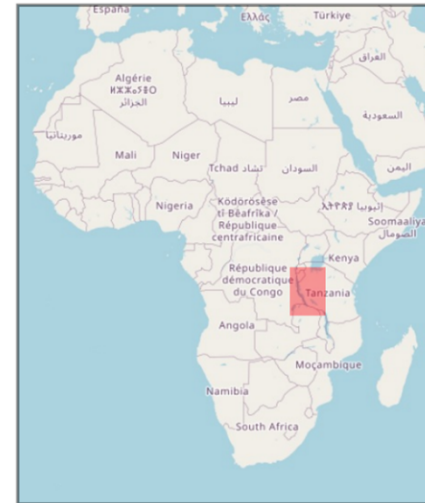 España
Ελλάς
Türkiye
العراق
Algérie
ⵍⵣⵣⴰⵢⴻⵔ
الجزائر
ليبيا
مصر
السعودية
موريتانيا
Mali
Niger
Tchad تشاد
السودان
اليمن
Nigeria
Ködörösêse
tî Bêafrîka /
République
centrafricaine
ኢትዮጵያ إثيوبيا
Soomaaliya
الصومال
Kenya
République
démocratique
du Congo
Tanzania
Angola
Moçambique
Namibia
South Africa